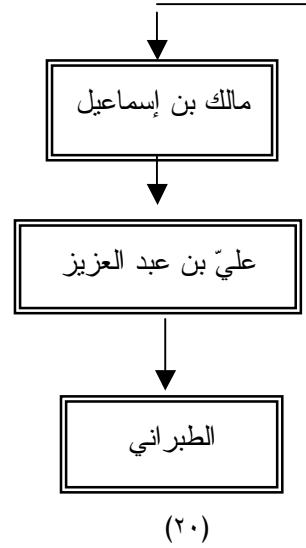 مالك بن إسماعيل
عليّ بن عبد العزيز
الطبراني
(٢٠)